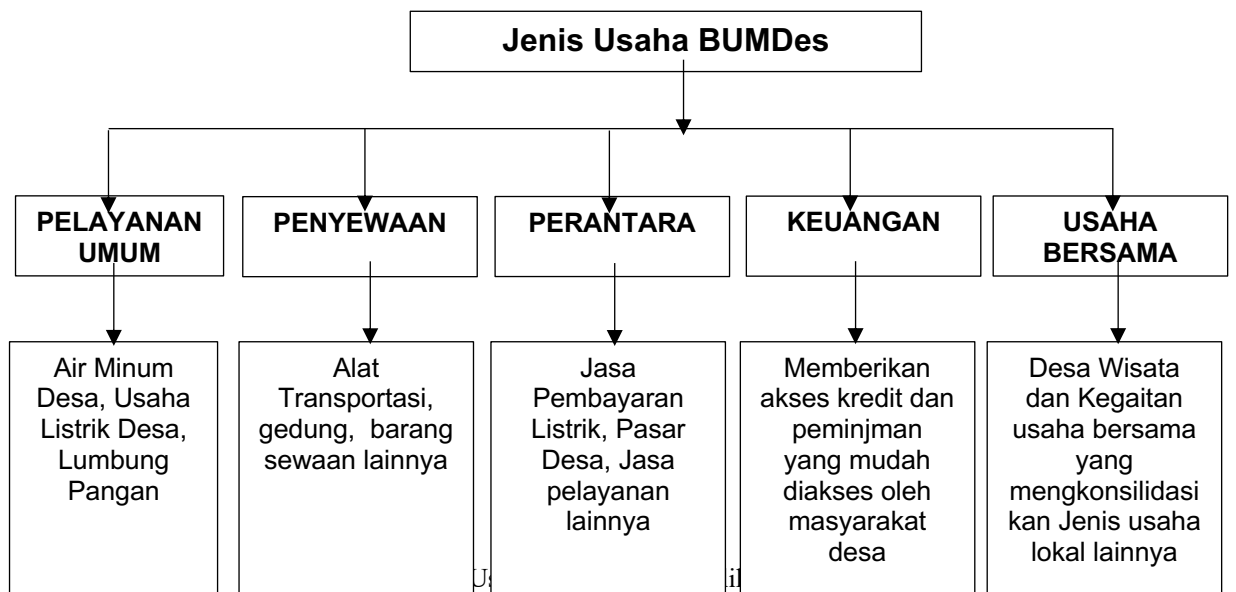 Jenis Usaha BUMDes
PELAYANAN
UMUM
PENYEWAAN
PERANTARA
KEUANGAN
USAHA
BERSAMA
Air Minum
Desa, Usaha
Listrik Desa,
Lumbung
Pangan
Alat
Transportasi,
gedung, barang
sewaan lainnya
Jasa
Pembayaran
Listrik, Pasar
Desa, Jasa
pelayanan
lainnya
Memberikan
akses kredit dan
peminjman
yang mudah
diakses oleh
masyarakat
desa
Desa Wisata
dan Kegaitan
usaha bersama
yang
mengkonsilidasi
kan Jenis usaha
lokal lainnya